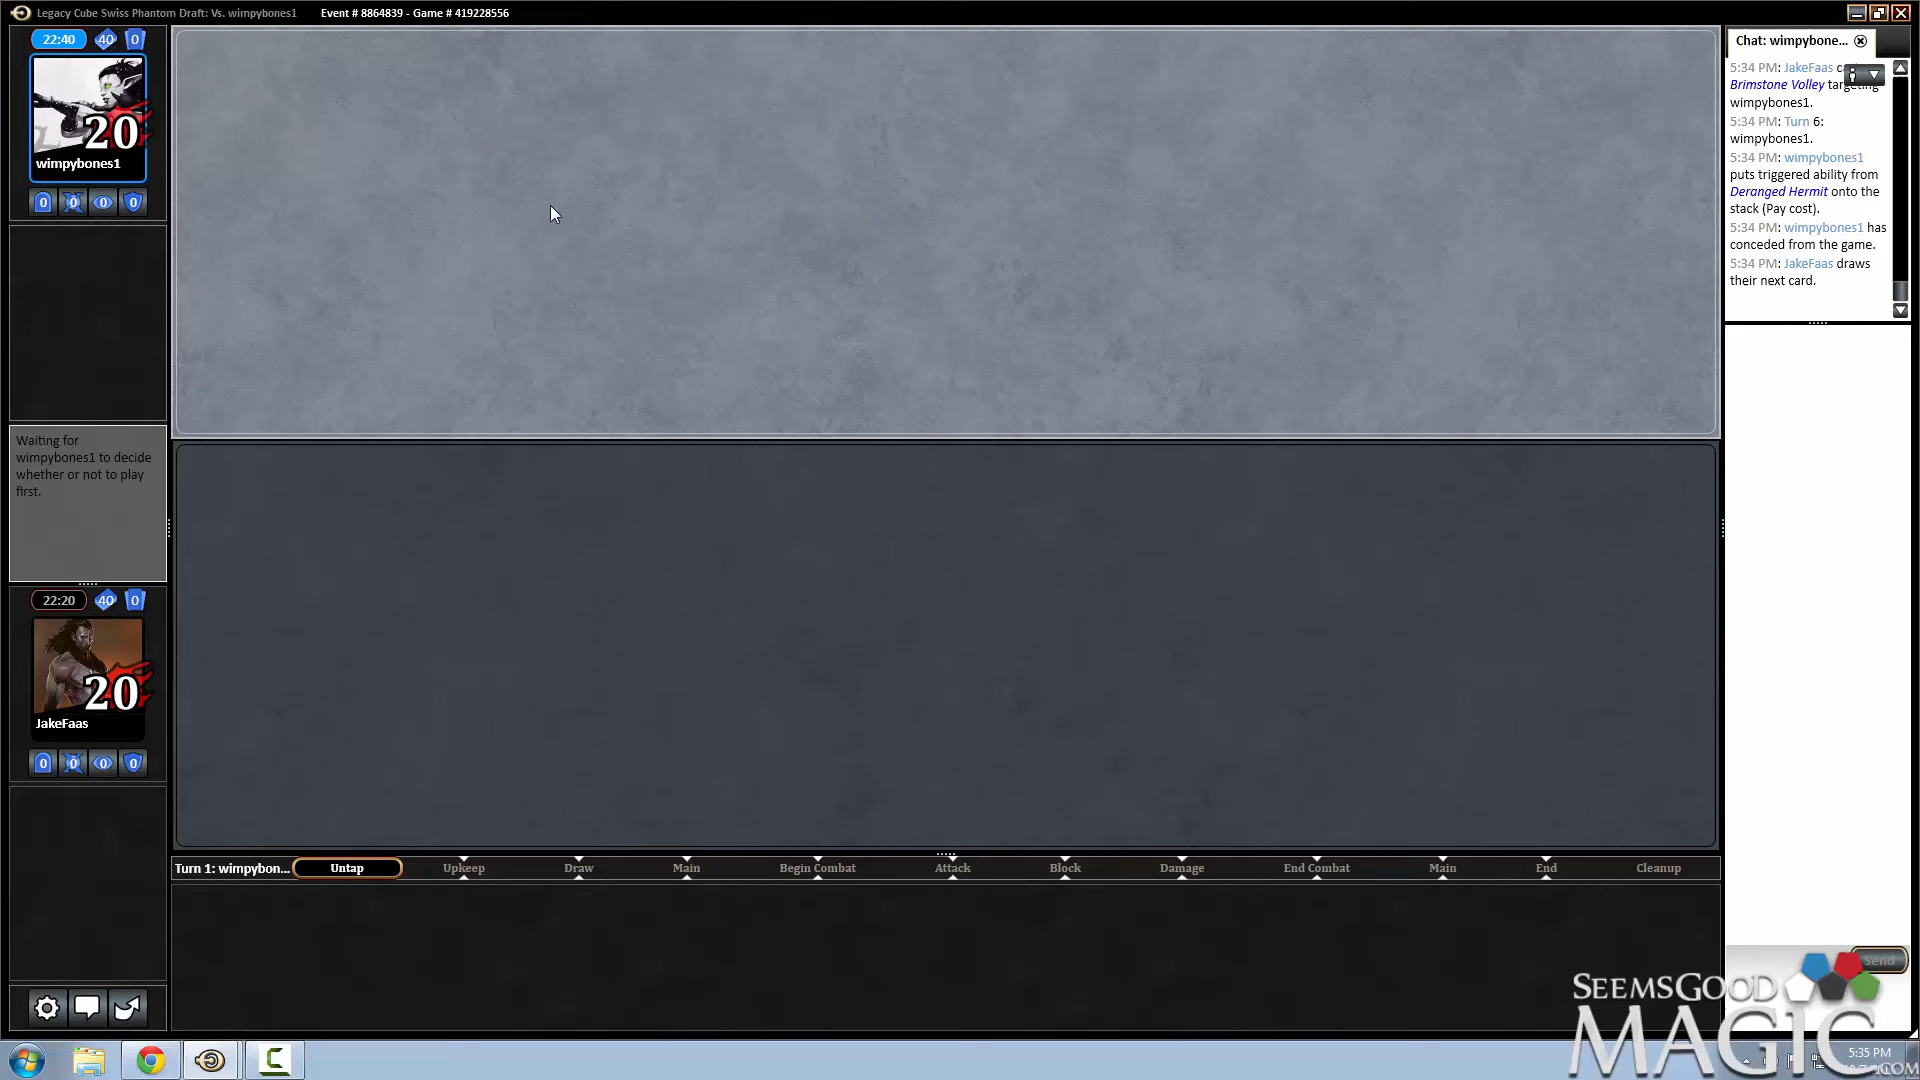 Legacy Cube Swiss Phantom Draft: Vs. wimpybones1 Event # 8864839 - Game # 419228556
22:40 40 0
20
wimpybones1
0 0 0 0
Waiting for
wimpybones1 to decide
whether or not to play
first.
22:20 40 0
20
JakeFaas
0 0 0 0
Turn 1: wimpybon... Untap Upkeep Draw Main Begin Combat Attack Block Damage End Combat Main End Cleanup
Chat: wimpybone...
5:34 PM: JakeFaas
Brimstone Volley targeting
wimpybones1.
5:34 PM: Turn 6:
wimpybones1.
5:34 PM: wimpybones1
puts triggered ability from
Deranged Hermit onto the
stack (Pay cost).
5:34 PM: wimpybones1 has
conceded from the game.
5:34 PM: JakeFaas draws
their next card.
Send
SEEMSGOOD
MAGIC.COM
5:35 PM